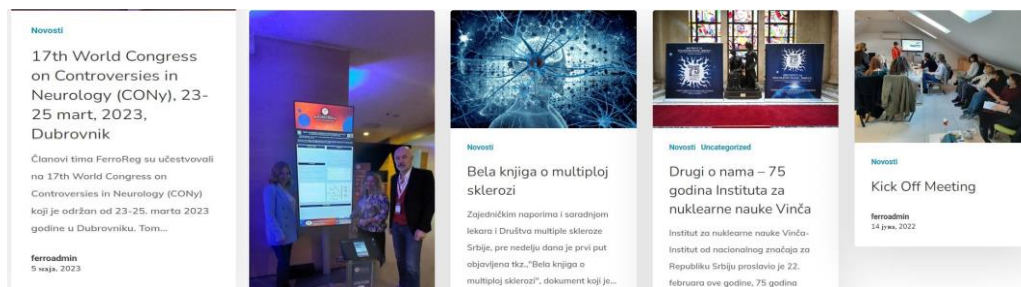 Novosti
17th World Congress
on Controversies in
Neurology (CONy), 23-
25 mart, 2023,
Dubrovnik
Članovi tima FerroReg su učestvovali
na 17th World Congress on
Controversies in Neurology (CONy)
koji je održan od 23-25. marta 2023
godine u Dubrovniku. Tom...
ferroadmin
5 маја, 2023
Novosti
Bela knjiga o multiploj
sklerozi
Zajedničkim naporima i saradnjom
lekara i Društva multiple skleroze
Srbije, pre nedelju dana je prvi put
objavljena tkz.,"Bela knjiga o
multiploj sklerozi", dokument koji je...
Novosti Uncategorized
Drugi o nama – 75
godina Instituta za
nuklearne nauke Vinča
Institut za nuklearne nauke Vinča-
Institut od nacionalnog značaja za
Republiku Srbiju proslavio je 22.
februara ove godine, 75 godina
Novosti
Kick Off Meeting
ferroadmin
14 јуна, 2022